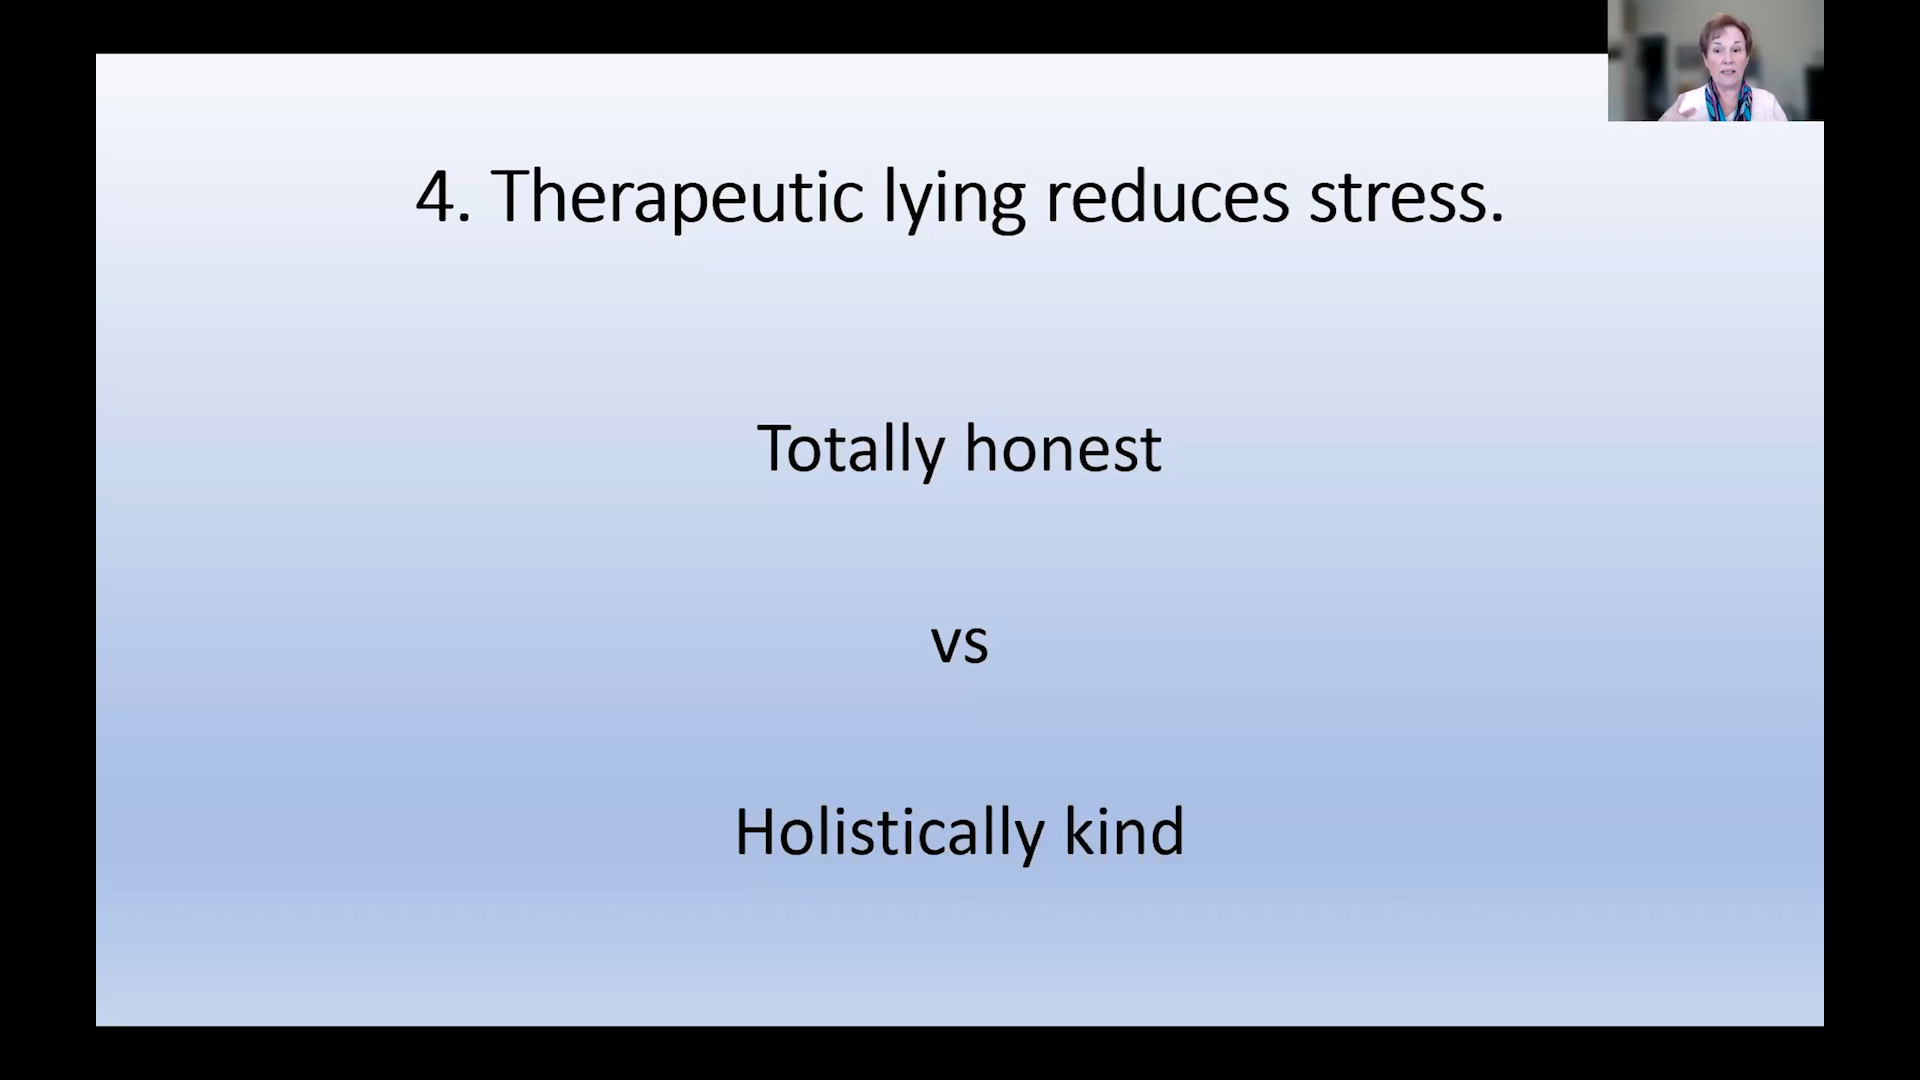 4. Therapeutic lying reduces stress.
Totally honest
vs
Holistically kind